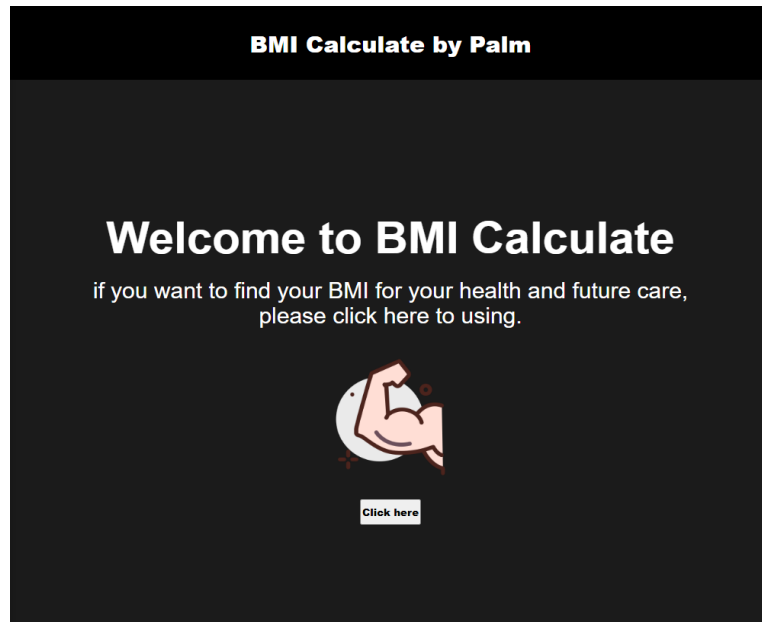 BMI Calculate by Palm
Welcome to BMI Calculate
if you want to find your BMI for your health and future care,
please click here to using.
Click here